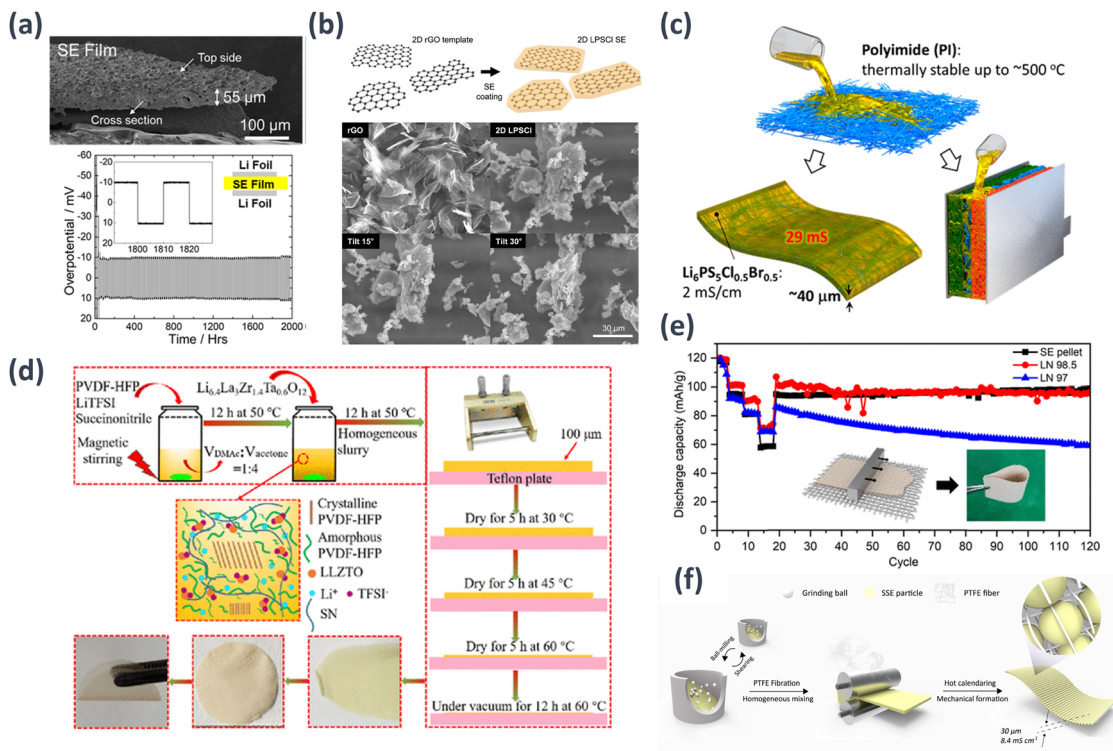 (a)
SE Film
Top side
55 μm
Cross section
100 μm
-60
-50
-40
-30
-20
-10
0
10
20
Overpotential / mV
-20
-10
0
10
20
1800 1810 1820
Li Foil
SE Film
Li Foil
0 400 800 1200 1600 2000
Time / Hrs
(b)
2D rGO template
2D LPSCl SE
SE
coating
rGO
2D LPSCl
Tilt 15°
Tilt 30°
30 μm
(c)
Polyimide (PI):
thermally stable up to ~500 °C
29 mS
Li6PS5Cl0.5Br0.5:
2 mS/cm
~40 μm
(d)
PVDF-HFP
LiTFSI
Succinonitrile
Li6.4La3Zr1.4Ta0.6O12
12 h at 50 °C
12 h at 50 °C
Homogeneous
slurry
Magnetic
stirring
VDMAc:Vacetone
=1:4
Crystalline
PVDF-HFP
Amorphous
PVDF-HFP
LLZTO
Li+ TFSI-
SN
100 μm
Teflon plate
Dry for 5 h at 30 °C
Dry for 5 h at 45 °C
Dry for 5 h at 60 °C
Under vacuum for 12 h at 60 °C
(e)
Discharge capacity (mAh/g)
120
100
80
60
40
20
0
SE pellet
LN 98.5
LN 97
0 10 20 30 40 50 60 70 80 90 100 110 120
Cycle
(f)
Grinding ball
SSE particle
PTFE fiber
Ball-milling
Shearing
PTFE Fibration
Homogeneous mixing
Hot calendaring
Mechanical formation
30 μm
8.4 mS cm-1